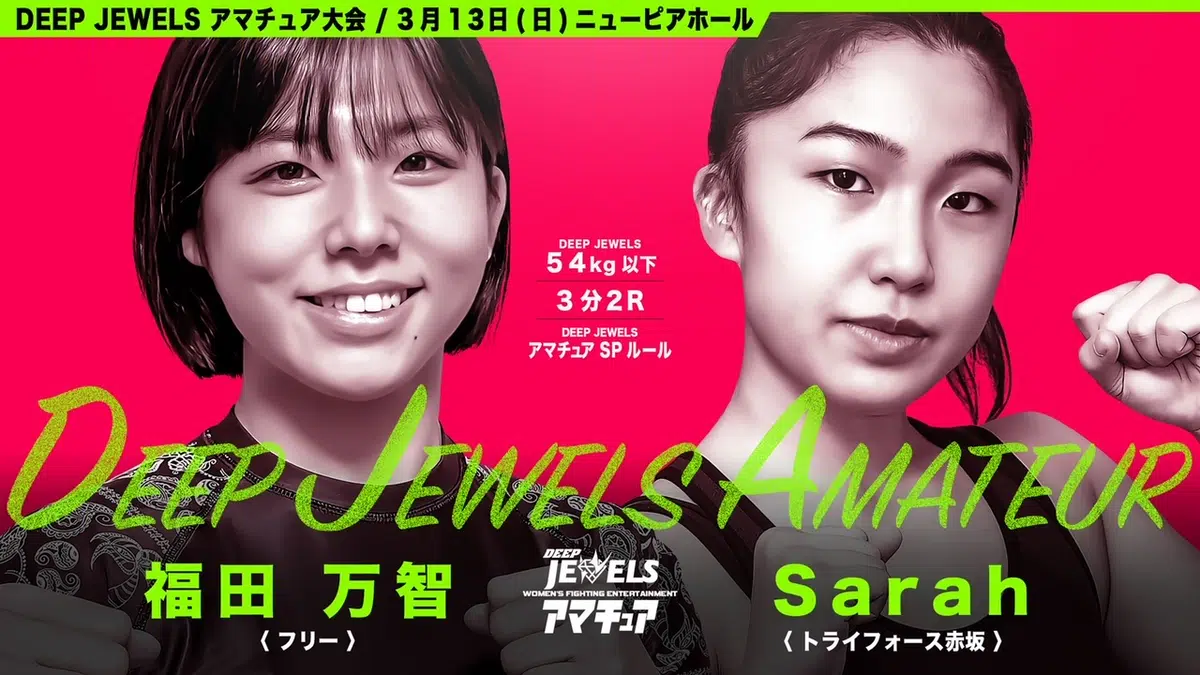 DEEP JEWELS アマチュア大会 / 3月13日(日)ニューピアホール
DEEP JEWELS
54kg以下
3分2R
DEEP JEWELS
アマチュア SPルール
DEEP JEWELS AMATEUR
福田 万智
〈 フリー 〉
DEEP
JEWELS
WOMEN'S FIGHTING ENTERTAINMENT
アマチュア
Sarah
〈 トライフォース赤坂 〉